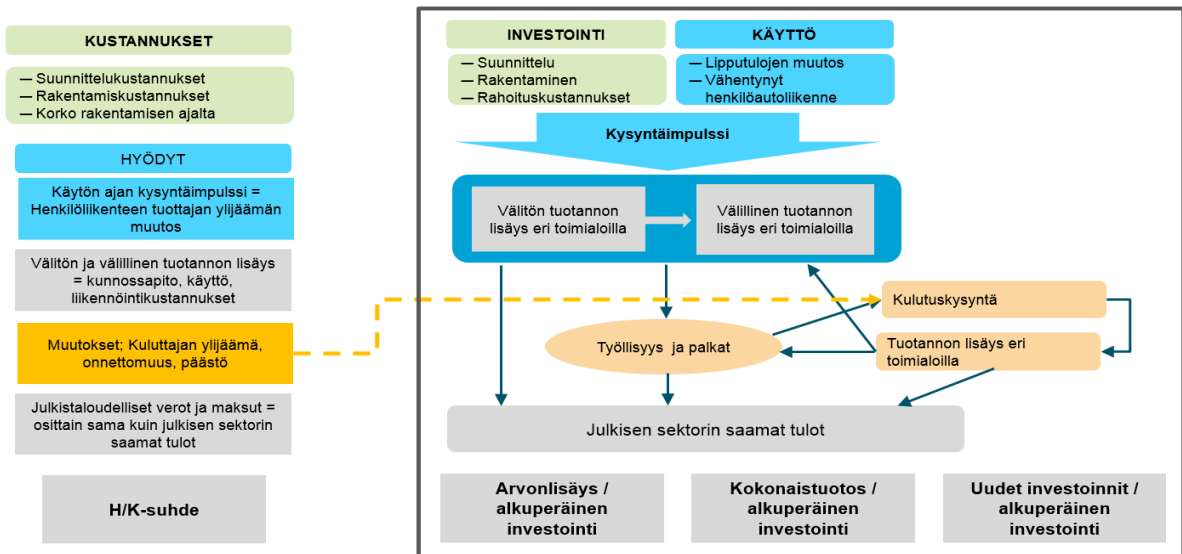 KUSTANNUKSET
— Suunnittelukustannukset
— Rakentamiskustannukset
— Korko rakentamisen ajalta
HYÖDYT
Käytön ajan kysyntäimpulssi =
Henkilöliikenteen tuottajan ylijäämän
muutos
Välitön ja välillinen tuotannon lisäys
= kunnossapito, käyttö,
liikennöintikustannukset
Muutokset; Kuluttajan ylijäämä,
onnettomuus, päästö
Julkistaloudelliset verot ja maksut =
osittain sama kuin julkisen sektorin
saamat tulot
H/K-suhde
INVESTOINTI
— Suunnittelu
— Rakentaminen
— Rahoituskustannukset
KÄYTTÖ
— Lipputulojen muutos
— Vähentynyt
henkilöautoliikenne
Kysyntäimpulssi
Välitön tuotannon
lisäys eri toimialoilla
Välillinen tuotannon
lisäys eri toimialoilla
Kulutuskysyntä
Työllisyys ja palkat
Tuotannon lisäys eri
toimialoilla
Julkisen sektorin saamat tulot
Arvonlisäys /
alkuperäinen
investointi
Kokonaistuotos /
alkuperäinen
investointi
Uudet investoinnit /
alkuperäinen
investointi